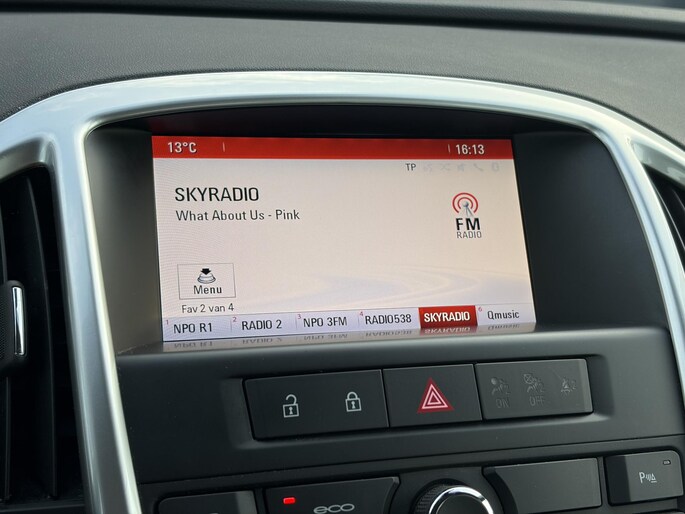 13°C 16:13
TP
SKYRADIO
What About Us - Pink
FM
RADIO
Menu
Fav 2 van 4
1 NPO R1 2 RADIO 2 3 NPO 3FM 4 RADIO538 SKYRADIO 6 Qmusic
ON OFF
eco
P